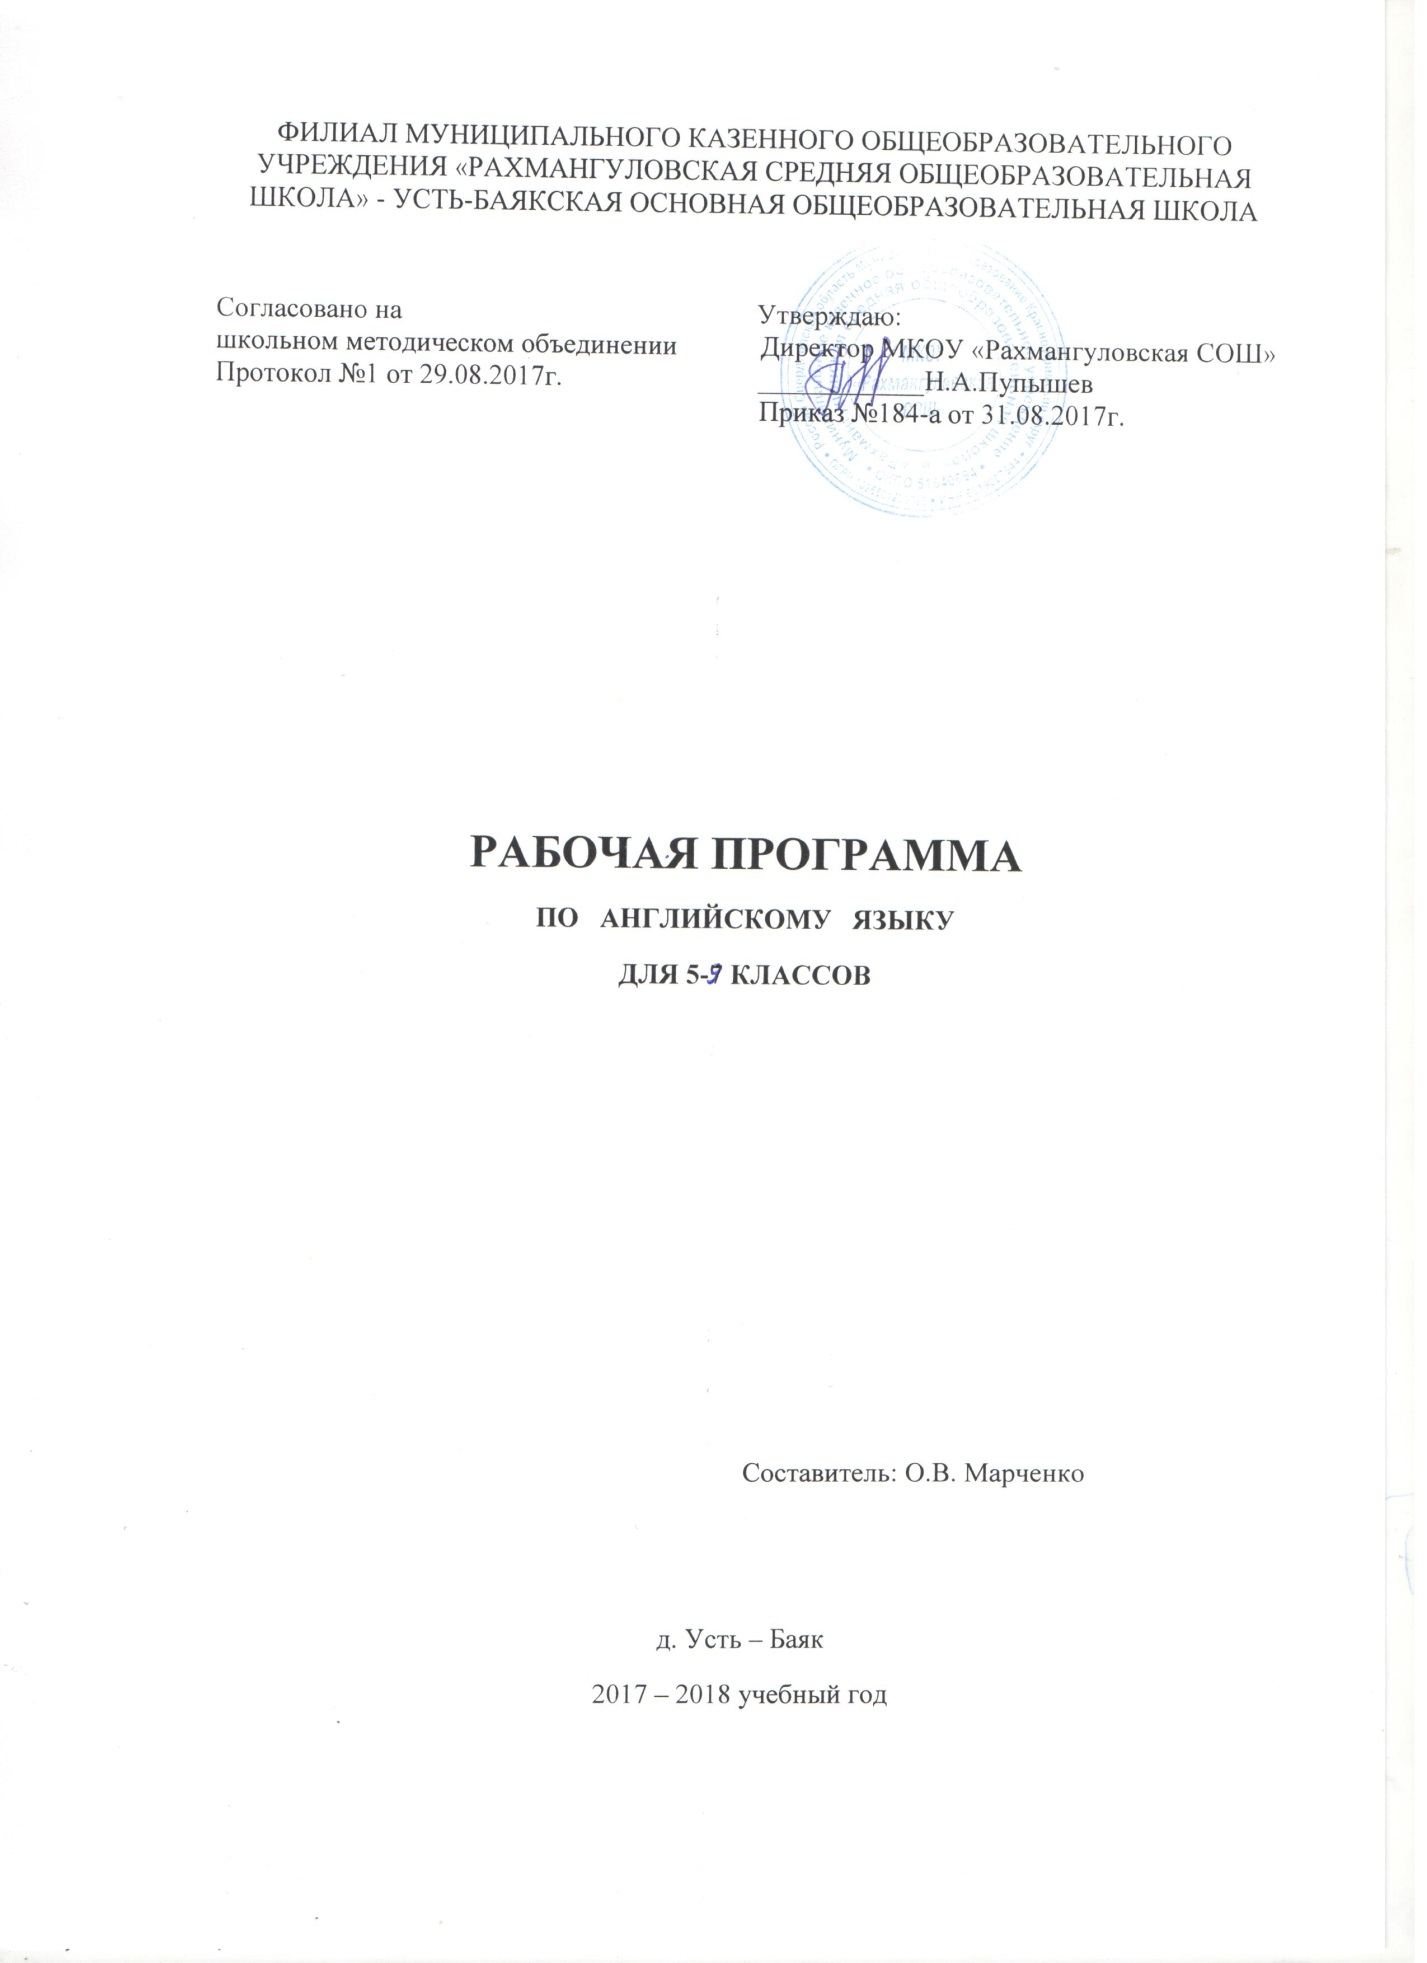 ФИЛИАЛ МУНИЦИПАЛЬНОГО КАЗЕННОГО ОБЩЕОБРАЗОВАТЕЛЬНОГО
УЧРЕЖДЕНИЯ «РАХМАНГУЛОВСКАЯ СРЕДНЯЯ ОБЩЕОБРАЗОВАТЕЛЬНАЯ
ШКОЛА» - УСТЬ-БАЯКСКАЯ ОСНОВНАЯ ОБЩЕОБРАЗОВАТЕЛЬНАЯ ШКОЛА
Согласовано на
школьном методическом объединении
Протокол №1 от 29.08.2017г.
Утверждаю:
Директор МКОУ «Рахмангуловская СОШ»
____________Н.А.Пупышев
Приказ №184-а от 31.08.2017г.
РАБОЧАЯ ПРОГРАММА
ПО АНГЛИЙСКОМУ ЯЗЫКУ
ДЛЯ 5-9 КЛАССОВ
Составитель: О.В. Марченко
д. Усть – Баяк
2017 – 2018 учебный год